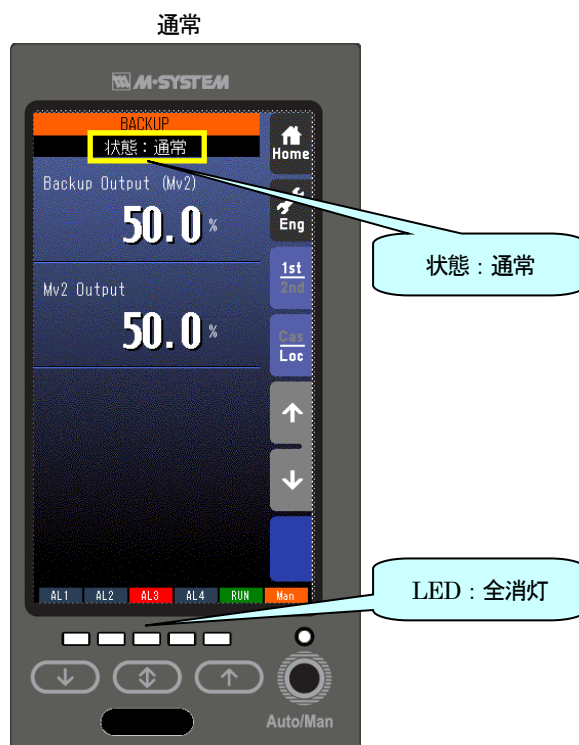 通常
M-SYSTEM
BACKUP
状態：通常
Home
Backup Output (Mv2)
50.0 %
Eng
状態：通常
1st
2nd
Mv2 Output
50.0 %
Cas
Loc
AL1 AL2 AL3 AL4 RUN Man
LED：全消灯
Auto/Man